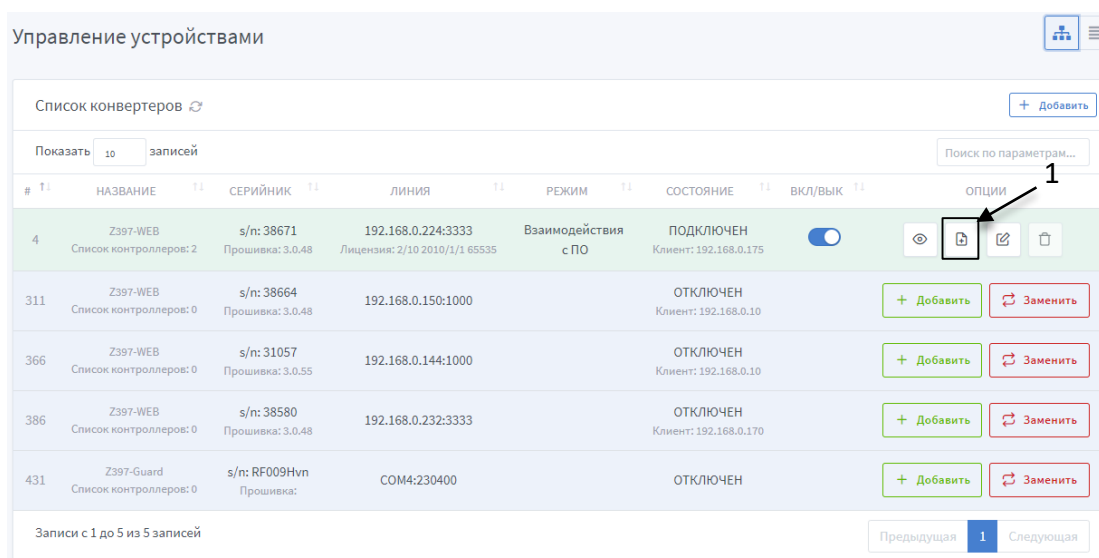 Управление устройствами
Список конвертеров
+ Добавить
Показать 10 записей
Поиск по параметрам...
1
# НАЗВАНИЕ СЕРИЙНИК ЛИНИЯ РЕЖИМ СОСТОЯНИЕ ВКЛ/ВЫК ОПЦИИ
4 Z397-WEB s/n: 38671 192.168.0.224:3333 Взаимодействия ПОДКЛЮЧЕН
Список контроллеров: 2 Прошивка: 3.0.48 Лицензия: 2/10 2010/1/1 65535 с ПО Клиент: 192.168.0.175
311 Z397-WEB s/n: 38664 192.168.0.150:1000 ОТКЛЮЧЕН + Добавить Заменить
Список контроллеров: 0 Прошивка: 3.0.48 Клиент: 192.168.0.10
366 Z397-WEB s/n: 31057 192.168.0.144:1000 ОТКЛЮЧЕН + Добавить Заменить
Список контроллеров: 0 Прошивка: 3.0.55 Клиент: 192.168.0.10
386 Z397-WEB s/n: 38580 192.168.0.232:3333 ОТКЛЮЧЕН + Добавить Заменить
Список контроллеров: 0 Прошивка: 3.0.48 Клиент: 192.168.0.170
431 Z397-Guard s/n: RF009Hvn COM4:230400 ОТКЛЮЧЕН + Добавить Заменить
Список контроллеров: 0 Прошивка:
Записи с 1 до 5 из 5 записей
Предыдущая 1 Следующая